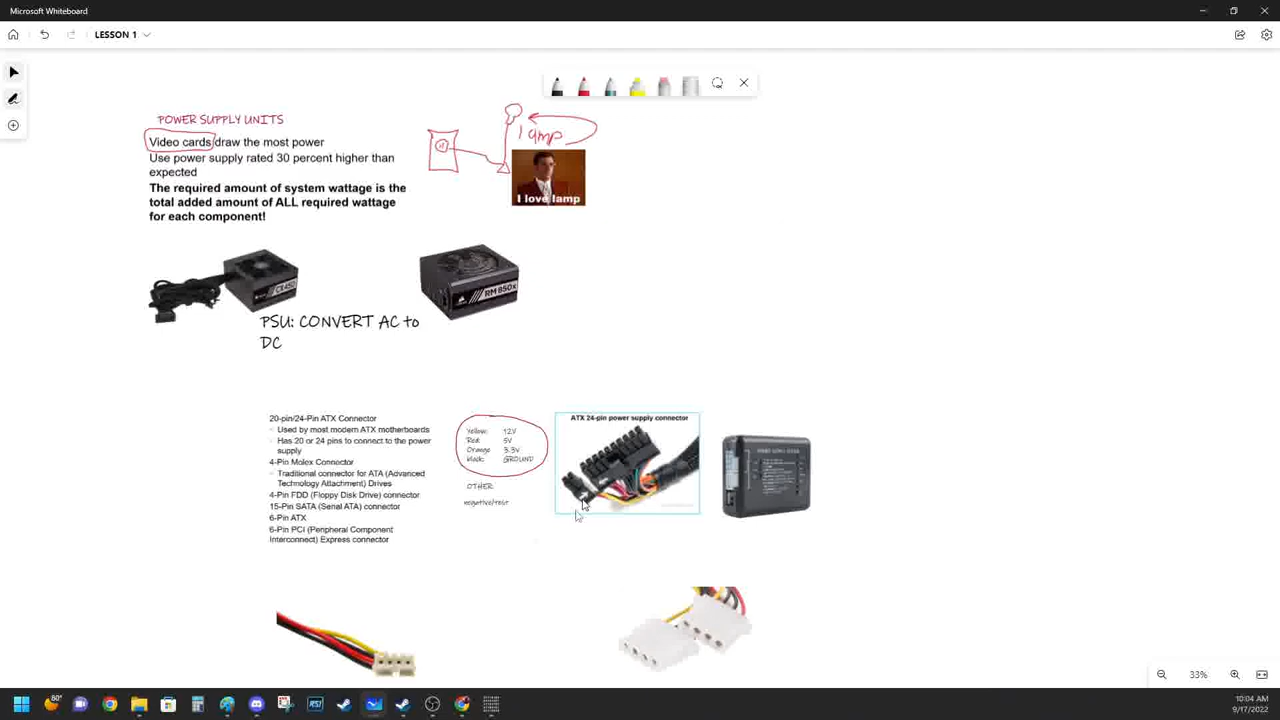 Microsoft Whiteboard
LESSON 1
POWER SUPPLY UNITS
Video cards draw the most power
Use power supply rated 30 percent higher than
expected
The required amount of system wattage is the
total added amount of ALL required wattage
for each component!
1 amp
I love lamp
CX450
RM850x
PSU: CONVERT AC to
DC
20-pin/24-Pin ATX Connector
Used by most modern ATX motherboards
Has 20 or 24 pins to connect to the power
supply
4-Pin Molex Connector
Traditional connector for ATA (Advanced
Technology Attachment) Drives
4-Pin FDD (Floppy Disk Drive) connector
15-Pin SATA (Serial ATA) connector
6-Pin ATX
6-Pin PCI (Peripheral Component
Interconnect) Express connector
Yellow: 12V
Red: 5V
Orange 3.3V
black: GROUND
OTHER
negative/test
ATX 24-pin power supply connector
33%
60°
RSI
10:04 AM
9/17/2022